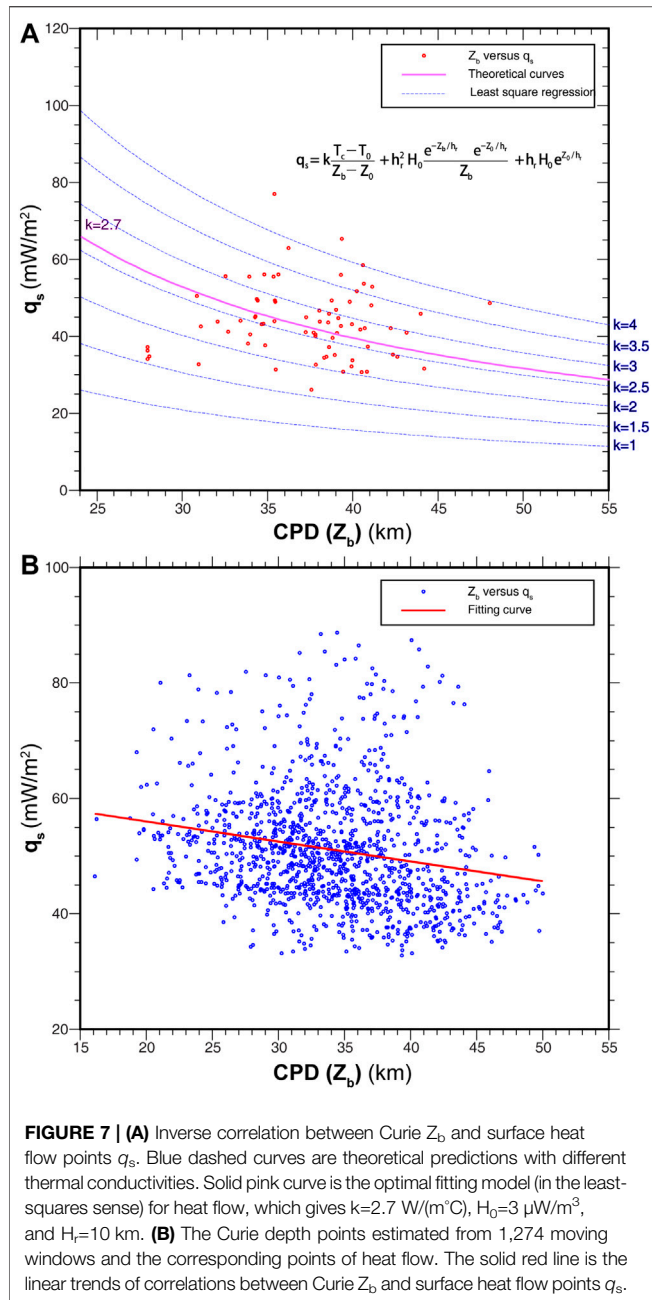 A
120
100
80
60
40
20
0
q_s (mW/m²)
Z_b versus q_s
Theoretical curves
Least square regression
q_s = k \frac{T_c − T_0}{Z_b − Z_0} + h_r^2 H_0 \frac{e^{−Z_b/h_r} e^{−Z_0/h_r}}{Z_b} + h_r H_0 e^{Z_0/h_r}
k=2.7
k=4
k=3.5
k=3
k=2.5
k=2
k=1.5
k=1
25 30 35 40 45 50 55
CPD (Z_b) (km)
B
100
80
60
40
20
q_s (mW/m²)
Z_b versus q_s
Fitting curve
15 20 25 30 35 40 45 50 55
CPD (Z_b) (km)
FIGURE 7 | (A) Inverse correlation between Curie Z_b and surface heat
flow points q_s. Blue dashed curves are theoretical predictions with different
thermal conductivities. Solid pink curve is the optimal fitting model (in the least-
squares sense) for heat flow, which gives k=2.7 W/(m°C), H_0=3 μW/m³,
and H_r=10 km. (B) The Curie depth points estimated from 1,274 moving
windows and the corresponding points of heat flow. The solid red line is the
linear trends of correlations between Curie Z_b and surface heat flow points q_s.